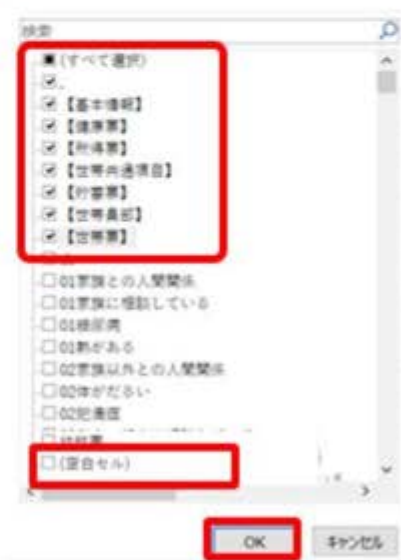 検索
(すべて選択)
【基本情報】
【健康票】
【所得票】
【世帯共通項目】
【貯蓄票】
【世帯員部】
【世帯票】
01家族との人間関係
01家族に相談している
01糖尿病
01熱がある
02家族以外との人間関係
02体がだるい
02肥満症
(空白セル)
OK
キャンセル